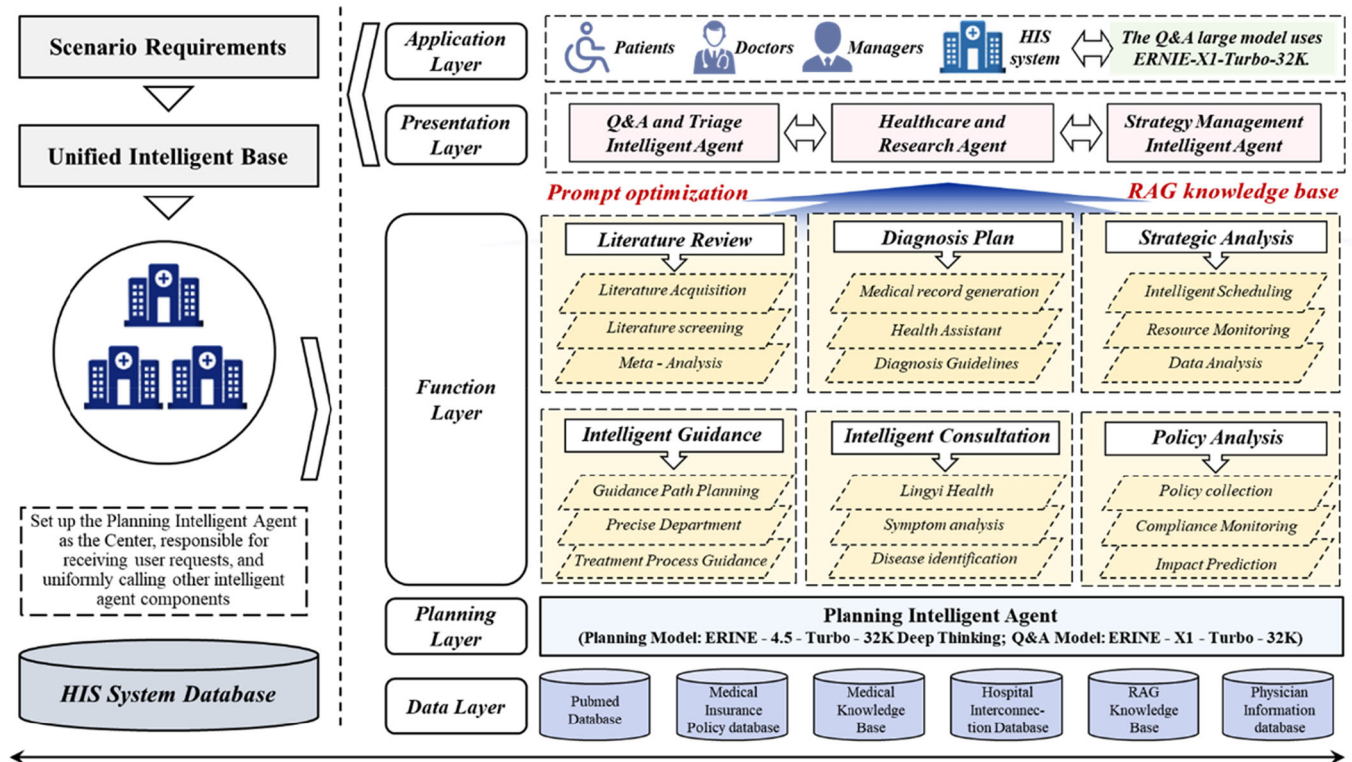 Scenario Requirements
Unified Intelligent Base
Set up the Planning Intelligent Agent
as the Center, responsible for
receiving user requests, and
uniformly calling other intelligent
agent components
HIS System Database
Application
Layer
Patients
Doctors
Managers
HIS
system
The Q&A large model uses
ERNIE-X1-Turbo-32K.
Presentation
Layer
Q&A and Triage
Intelligent Agent
Healthcare and
Research Agent
Strategy Management
Intelligent Agent
Prompt optimization
RAG knowledge base
Function
Layer
Literature Review
Literature Acquisition
Literature screening
Meta - Analysis
Diagnosis Plan
Medical record generation
Health Assistant
Diagnosis Guidelines
Strategic Analysis
Intelligent Scheduling
Resource Monitoring
Data Analysis
Intelligent Guidance
Guidance Path Planning
Precise Department
Treatment Process Guidance
Intelligent Consultation
Lingyi Health
Symptom analysis
Disease identification
Policy Analysis
Policy collection
Compliance Monitoring
Impact Prediction
Planning
Layer
Planning Intelligent Agent
(Planning Model: ERINE - 4.5 - Turbo - 32K Deep Thinking; Q&A Model: ERINE - X1 - Turbo - 32K)
Data Layer
Pubmed
Database
Medical
Insurance
Policy database
Medical
Knowledge
Base
Hospital
Interconnec-
tion Database
RAG
Knowledge
Base
Physician
Information
database